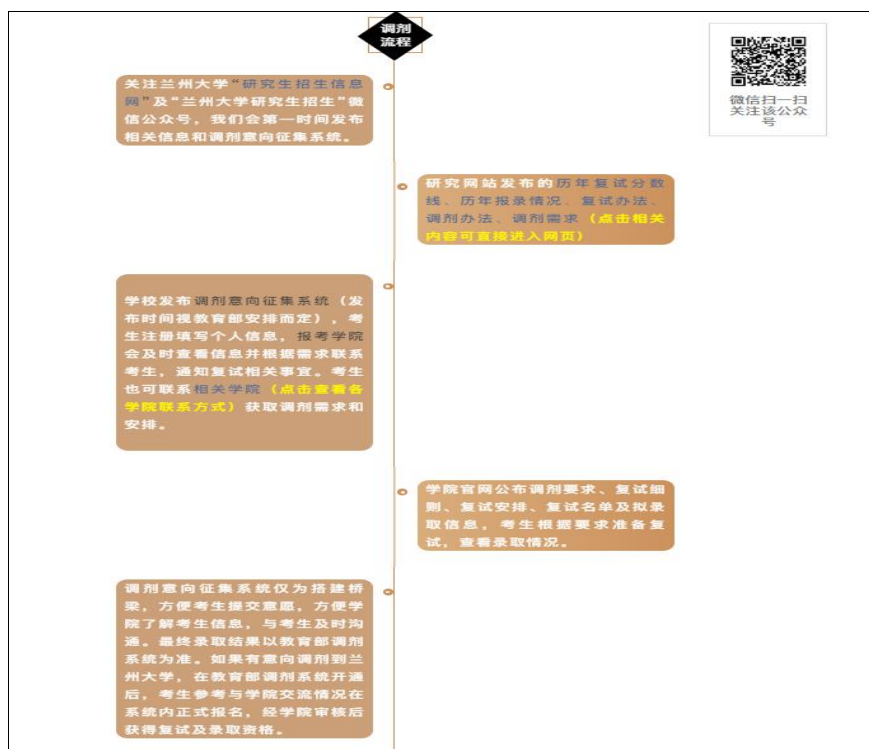 调剂
流程
微信扫一扫
关注该公众
号
关注兰州大学“研究生招生信息
网”及“兰州大学研究生招生”微
信公众号，我们会第一时间发布
相关信息和调剂意向征集系统。
研究网站发布的历年复试分数
线、历年报录情况、复试办法、
调剂办法、调剂需求（点击相关
内容可直接进入网页）
学校发布调剂意向征集系统（发
布时间视教育部安排而定），考
生注册填写个人信息，报考学院
会及时查看信息并根据需求联系
考生，通知复试相关事宜。考生
也可联系相关学院（点击查看各
学院联系方式）获取调剂需求和
安排。
学院官网公布调剂要求、复试细
则、复试安排、复试名单及拟录
取信息，考生根据要求准备复
试，查看录取情况。
调剂意向征集系统仅为搭建桥
梁，方便考生提交意愿，方便学
院了解考生信息，与考生及时沟
通。最终录取结果以教育部调剂
系统为准。如果有意向调剂到兰
州大学，在教育部调剂系统开通
后，考生参考与学院交流情况在
系统内正式报名，经学院审核后
获得复试及录取资格。